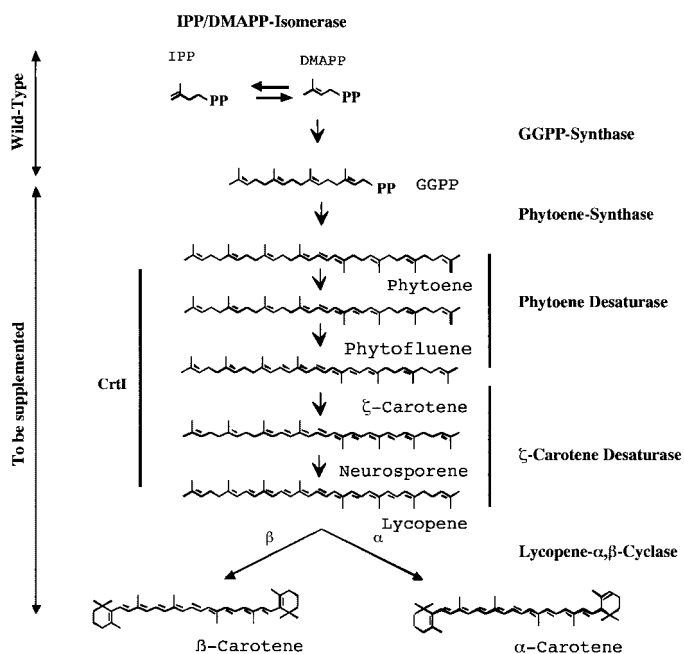 IPP/DMAPP-Isomerase
IPP
DMAPP
PP
PP
Wild-Type
GGPP-Synthase
PP
GGPP
Phytoene-Synthase
Phytoene
Phytoene Desaturase
Phytofluene
CrtI
ζ-Carotene
To be supplemented
Neurosporene
ζ-Carotene Desaturase
Lycopene
β
α
Lycopene-α,β-Cyclase
ß-Carotene
α-Carotene